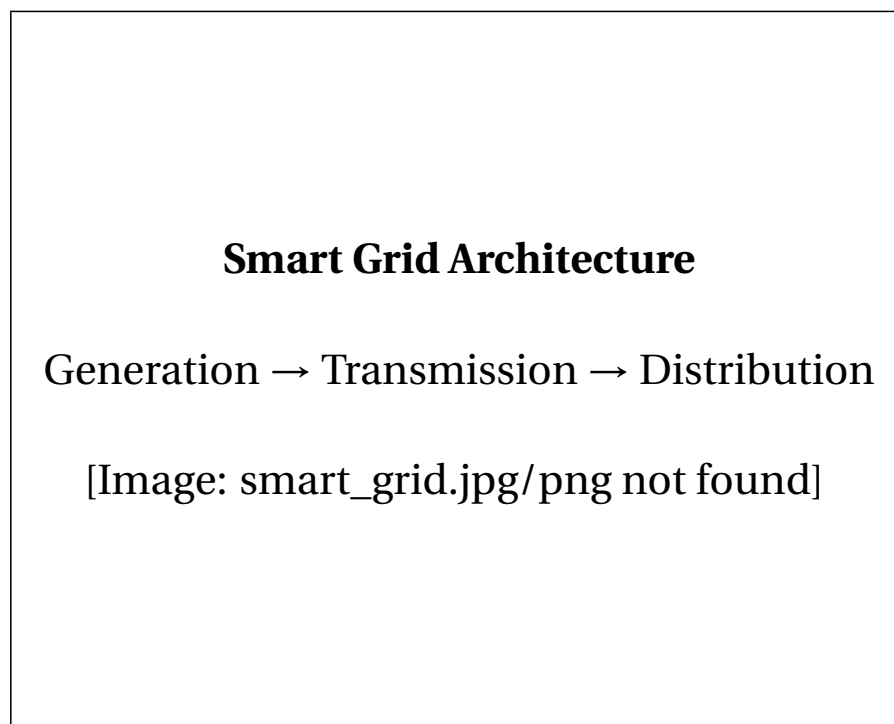 Smart Grid Architecture
Generation → Transmission → Distribution
[Image: smart_grid.jpg/png not found]